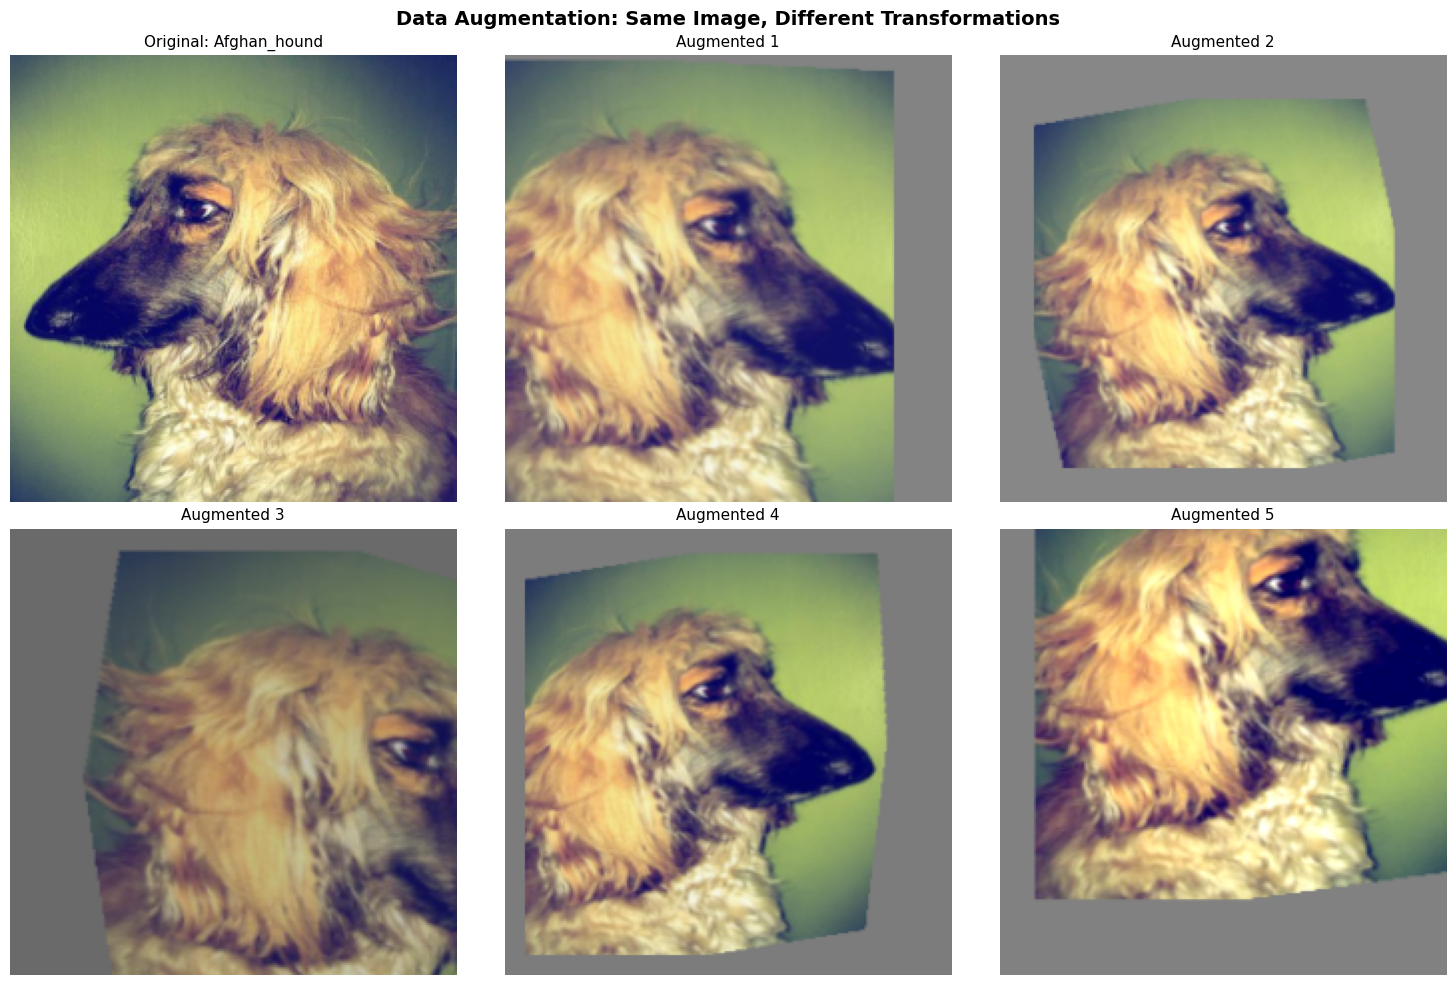 Data Augmentation: Same Image, Different Transformations
Original: Afghan_hound
Augmented 1
Augmented 2
Augmented 3
Augmented 4
Augmented 5